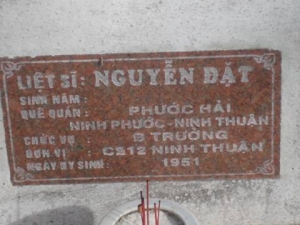 LIỆT SĨ: NGUYỄN ĐẠT
SINH NĂM :
QUÊ QUÁN : PHƯỚC HẢI
NINH PHƯỚC-NINH THUẬN
CHỨC VỤ : B TRƯỞNG
ĐƠN VỊ : C212 NINH THUẬN
NGÀY HY SINH: 1951